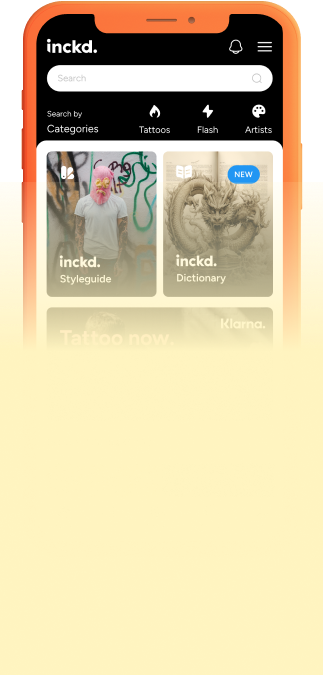 inckd.
Search
Search by
Categories
Tattoos
Flash
Artists
NEW
inckd.
Styleguide
inckd.
Dictionary
Klarna.
Tattoo now,